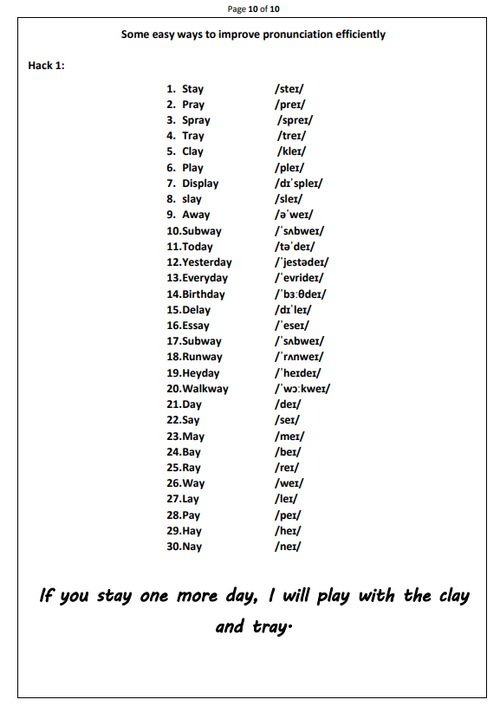 Page 10 of 10
Some easy ways to improve pronunciation efficiently
Hack 1:
1. Stay /steɪ/
2. Pray /preɪ/
3. Spray /spreɪ/
4. Tray /treɪ/
5. Clay /kleɪ/
6. Play /pleɪ/
7. Display /dɪˈspleɪ/
8. slay /sleɪ/
9. Away /əˈweɪ/
10.Subway /ˈsʌbweɪ/
11.Today /təˈdeɪ/
12.Yesterday /ˈjestədeɪ/
13.Everyday /ˈevrideɪ/
14.Birthday /ˈbɜːθdeɪ/
15.Delay /dɪˈleɪ/
16.Essay /ˈeseɪ/
17.Subway /ˈsʌbweɪ/
18.Runway /ˈrʌnweɪ/
19.Heyday /ˈheɪdeɪ/
20.Walkway /ˈwɔːkweɪ/
21.Day /deɪ/
22.Say /seɪ/
23.May /meɪ/
24.Bay /beɪ/
25.Ray /reɪ/
26.Way /weɪ/
27.Lay /leɪ/
28.Pay /peɪ/
29.Hay /heɪ/
30.Nay /neɪ/
If you stay one more day, I will play with the clay
and tray.